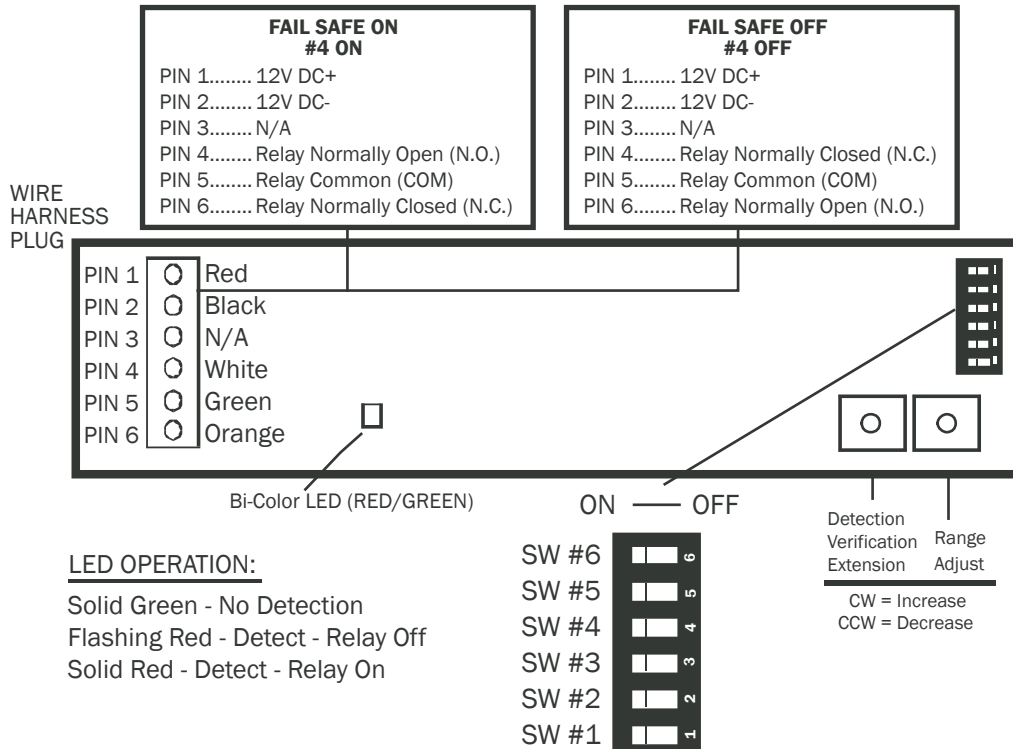 FAIL SAFE ON
#4 ON
PIN 1........ 12V DC+
PIN 2........ 12V DC-
PIN 3........ N/A
PIN 4........ Relay Normally Open (N.O.)
PIN 5........ Relay Common (COM)
PIN 6........ Relay Normally Closed (N.C.)
FAIL SAFE OFF
#4 OFF
PIN 1........ 12V DC+
PIN 2........ 12V DC-
PIN 3........ N/A
PIN 4........ Relay Normally Closed (N.C.)
PIN 5........ Relay Common (COM)
PIN 6........ Relay Normally Open (N.O.)
WIRE
HARNESS
PLUG
PIN 1 Red
PIN 2 Black
PIN 3 N/A
PIN 4 White
PIN 5 Green
PIN 6 Orange
Bi-Color LED (RED/GREEN)
ON OFF
SW #6 6
SW #5 5
SW #4 4
SW #3 3
SW #2 2
SW #1 1
Detection
Verification
Extension
Range
Adjust
CW = Increase
CCW = Decrease
LED OPERATION:
Solid Green - No Detection
Flashing Red - Detect - Relay Off
Solid Red - Detect - Relay On